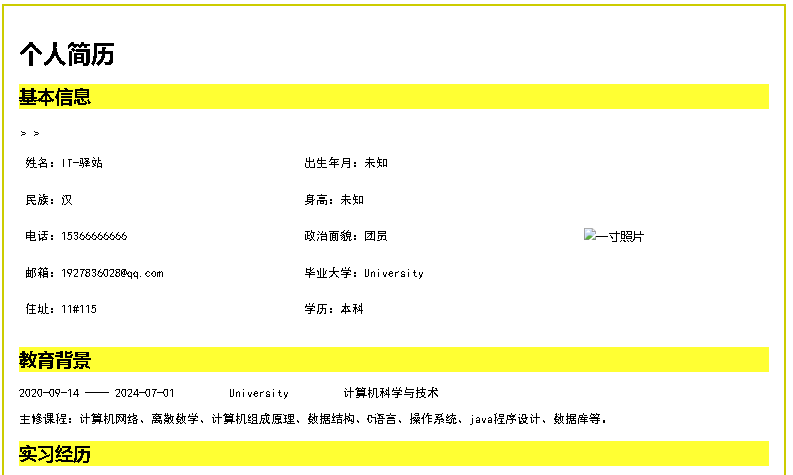 个人简历
基本信息
> >
姓名：IT-驿站 出生年月：未知
民族：汉 身高：未知
电话：15366666666 政治面貌：团员 一寸照片
邮箱：1927836028@qq.com 毕业大学：University
住址：11#115 学历：本科
教育背景
2020-09-14 —— 2024-07-01 University 计算机科学与技术
主修课程：计算机网络、离散数学、计算机组成原理、数据结构、C语言、操作系统、java程序设计、数据库等。
实习经历